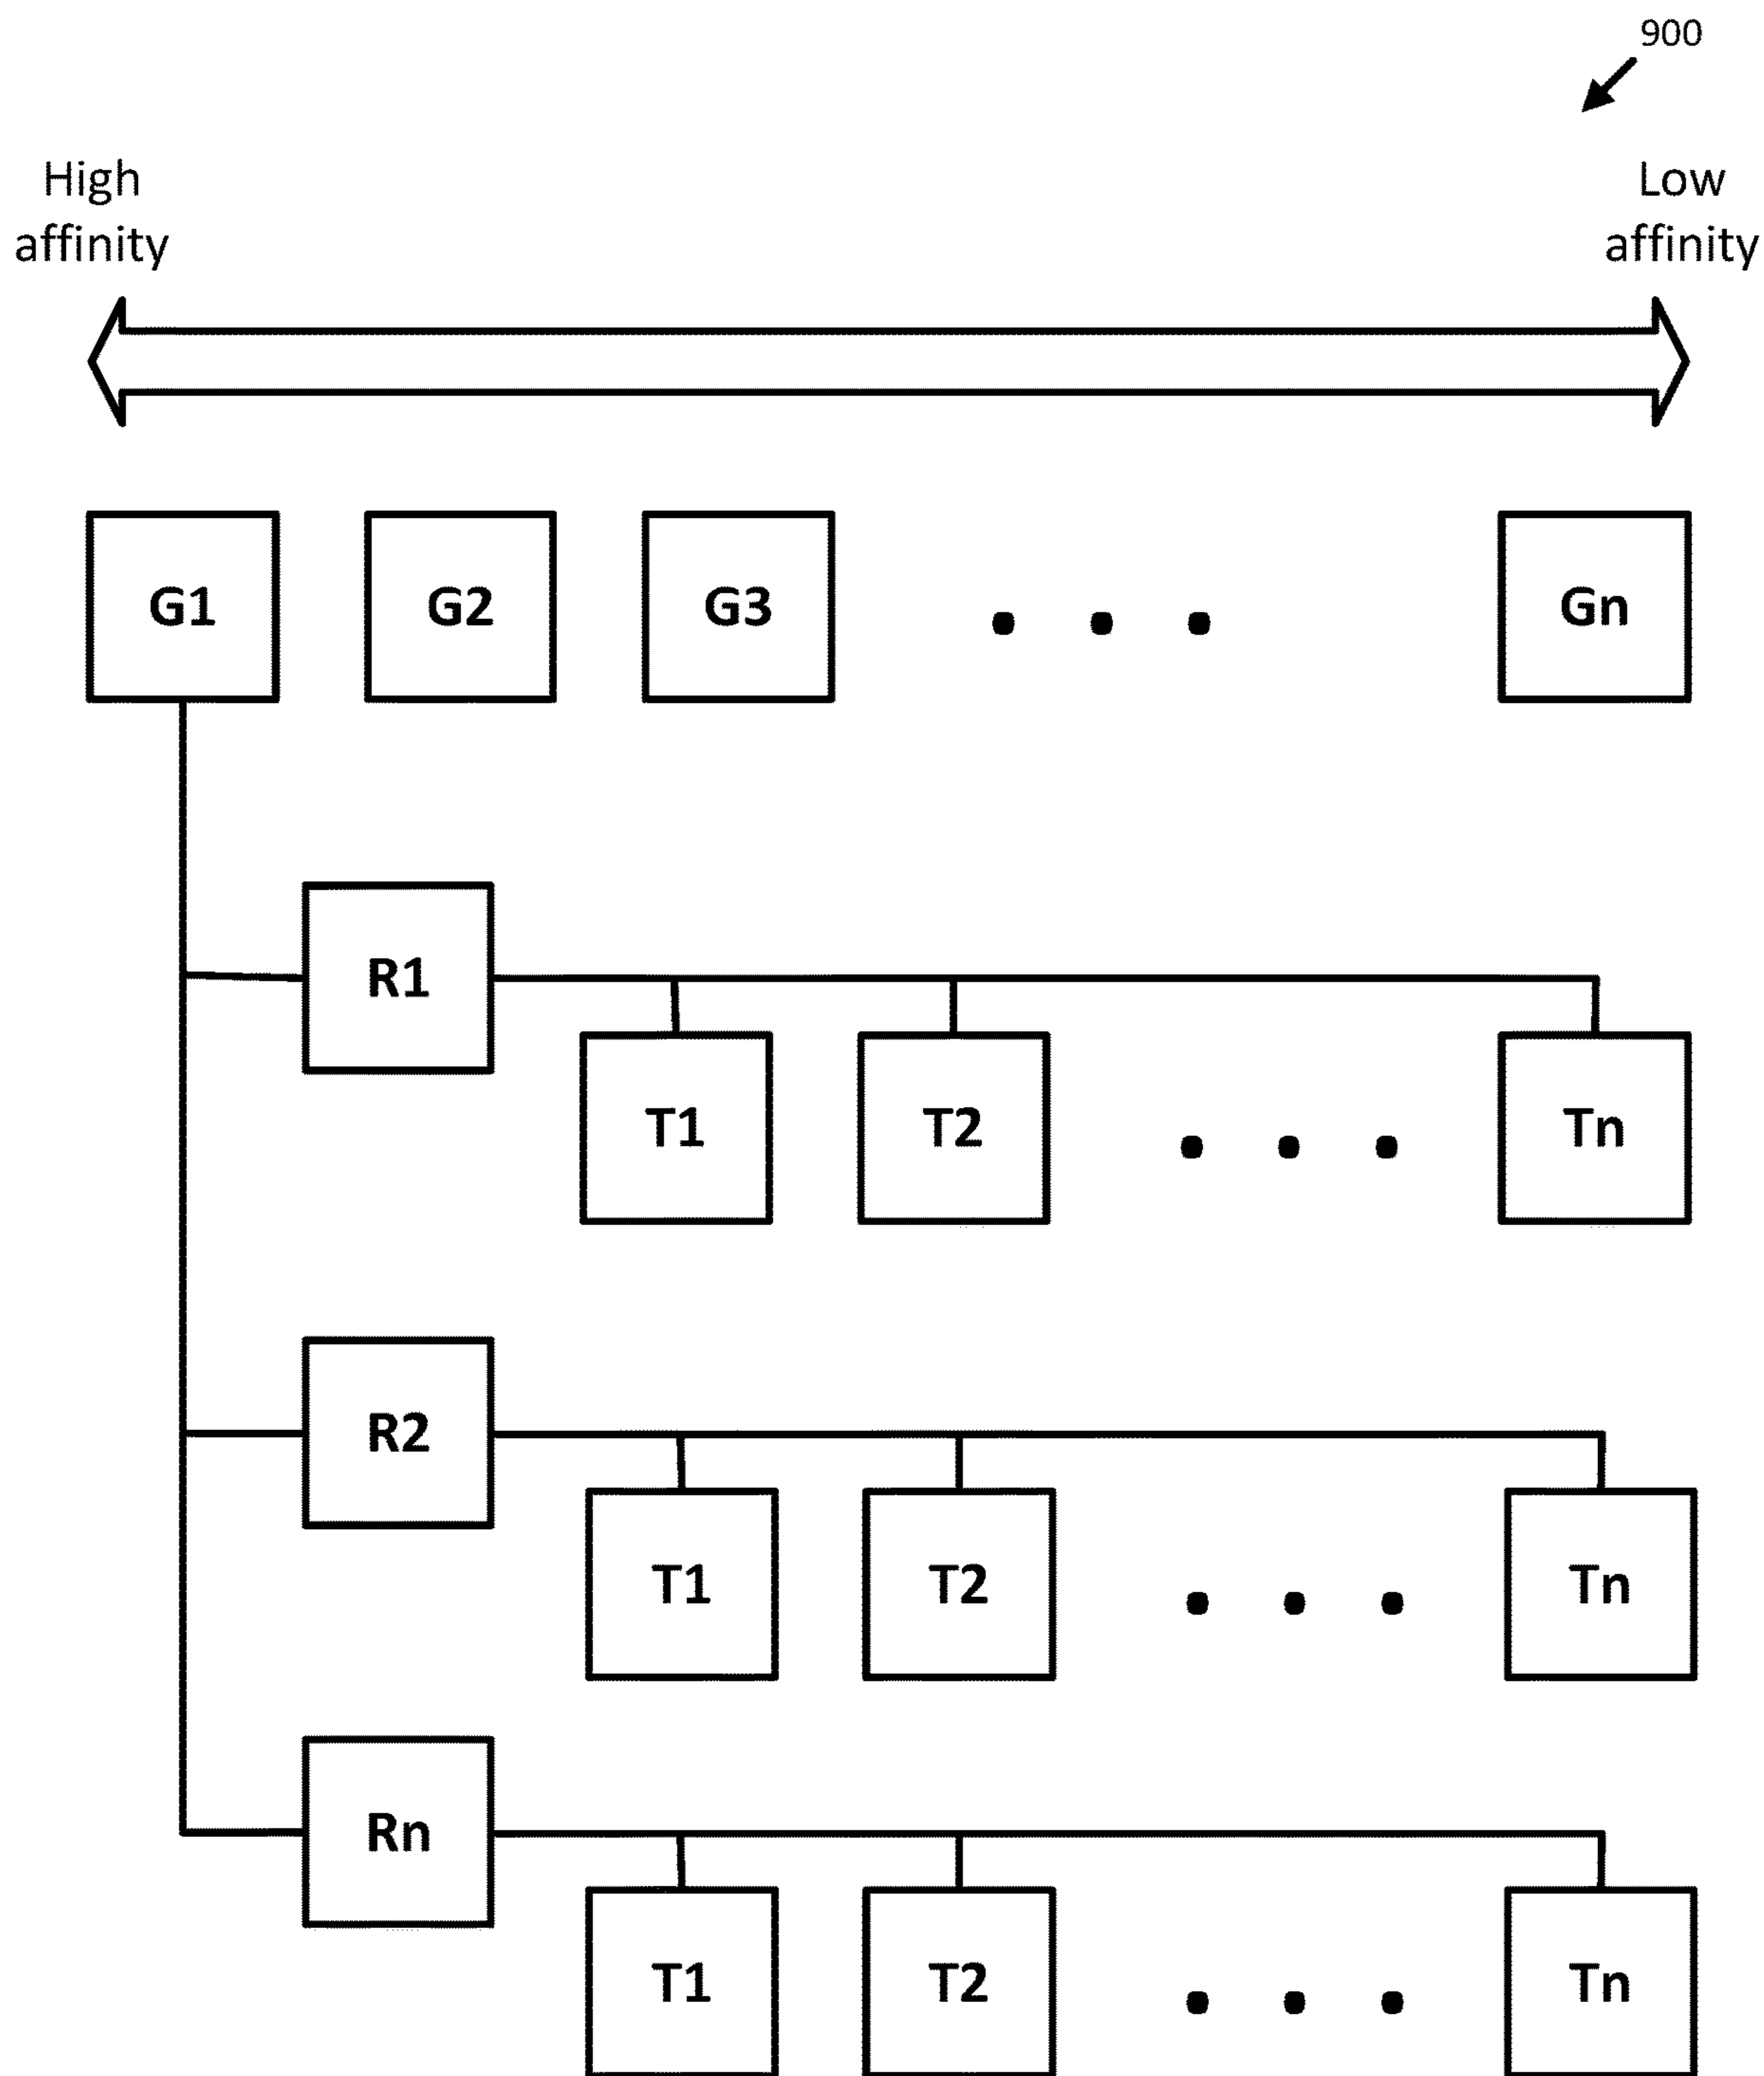 900
High
affinity
Low
affinity
G1
G2
G3
. . .
Gn
R1
T1
T2
. . .
Tn
R2
T1
T2
. . .
Tn
Rn
T1
T2
. . .
Tn